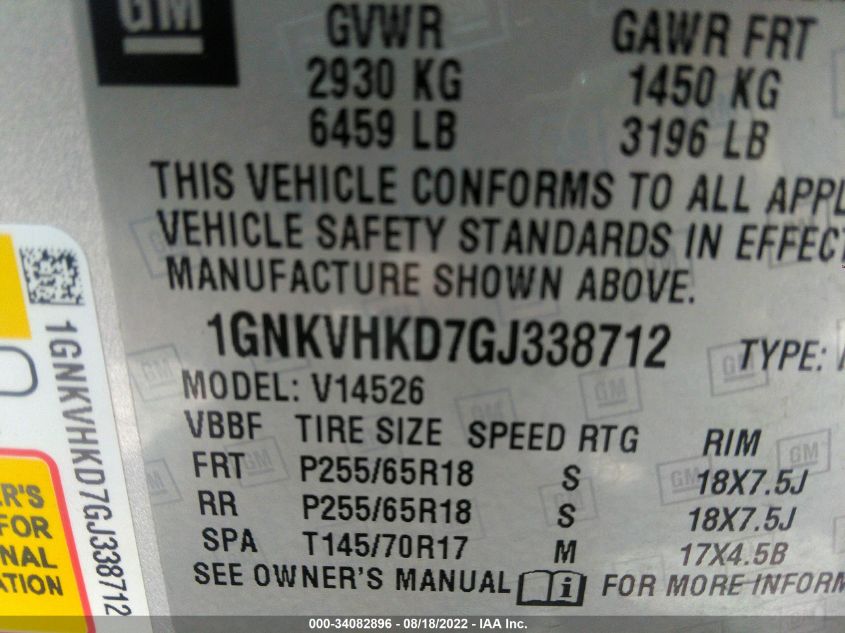 GM
GVWR GAWR FRT
2930 KG 1450 KG
6459 LB 3196 LB
THIS VEHICLE CONFORMS TO ALL APPL
VEHICLE SAFETY STANDARDS IN EFFECT
MANUFACTURE SHOWN ABOVE.
1GNKVHKD7GJ338712 TYPE:
MODEL: V14526
VBBF TIRE SIZE SPEED RTG RIM
FRT P255/65R18 S 18X7.5J
RR P255/65R18 S 18X7.5J
SPA T145/70R17 M 17X4.5B
SEE OWNER'S MANUAL i FOR MORE INFORM
1GNKVHKD7GJ338712
ER'S
FOR
NAL
ATION
000-34082896 - 08/18/2022 - IAA Inc.